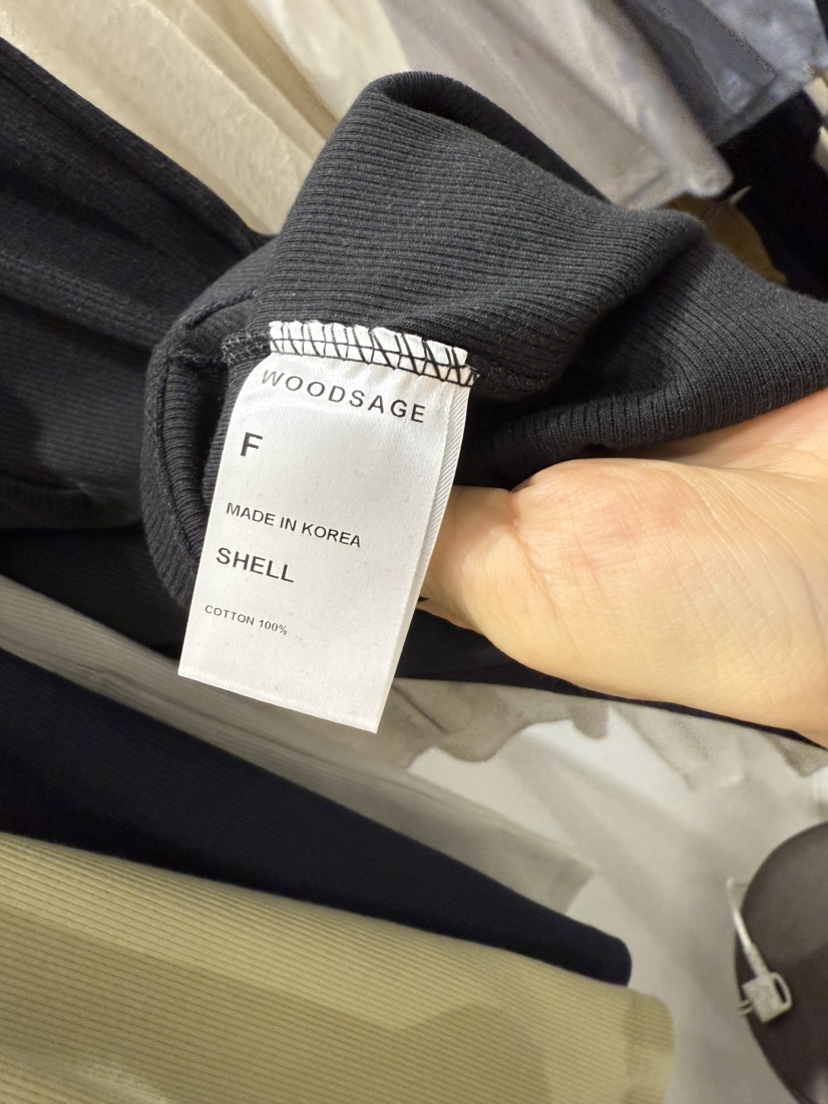 WOODSAGE
F
MADE IN KOREA
SHELL
COTTON 100%